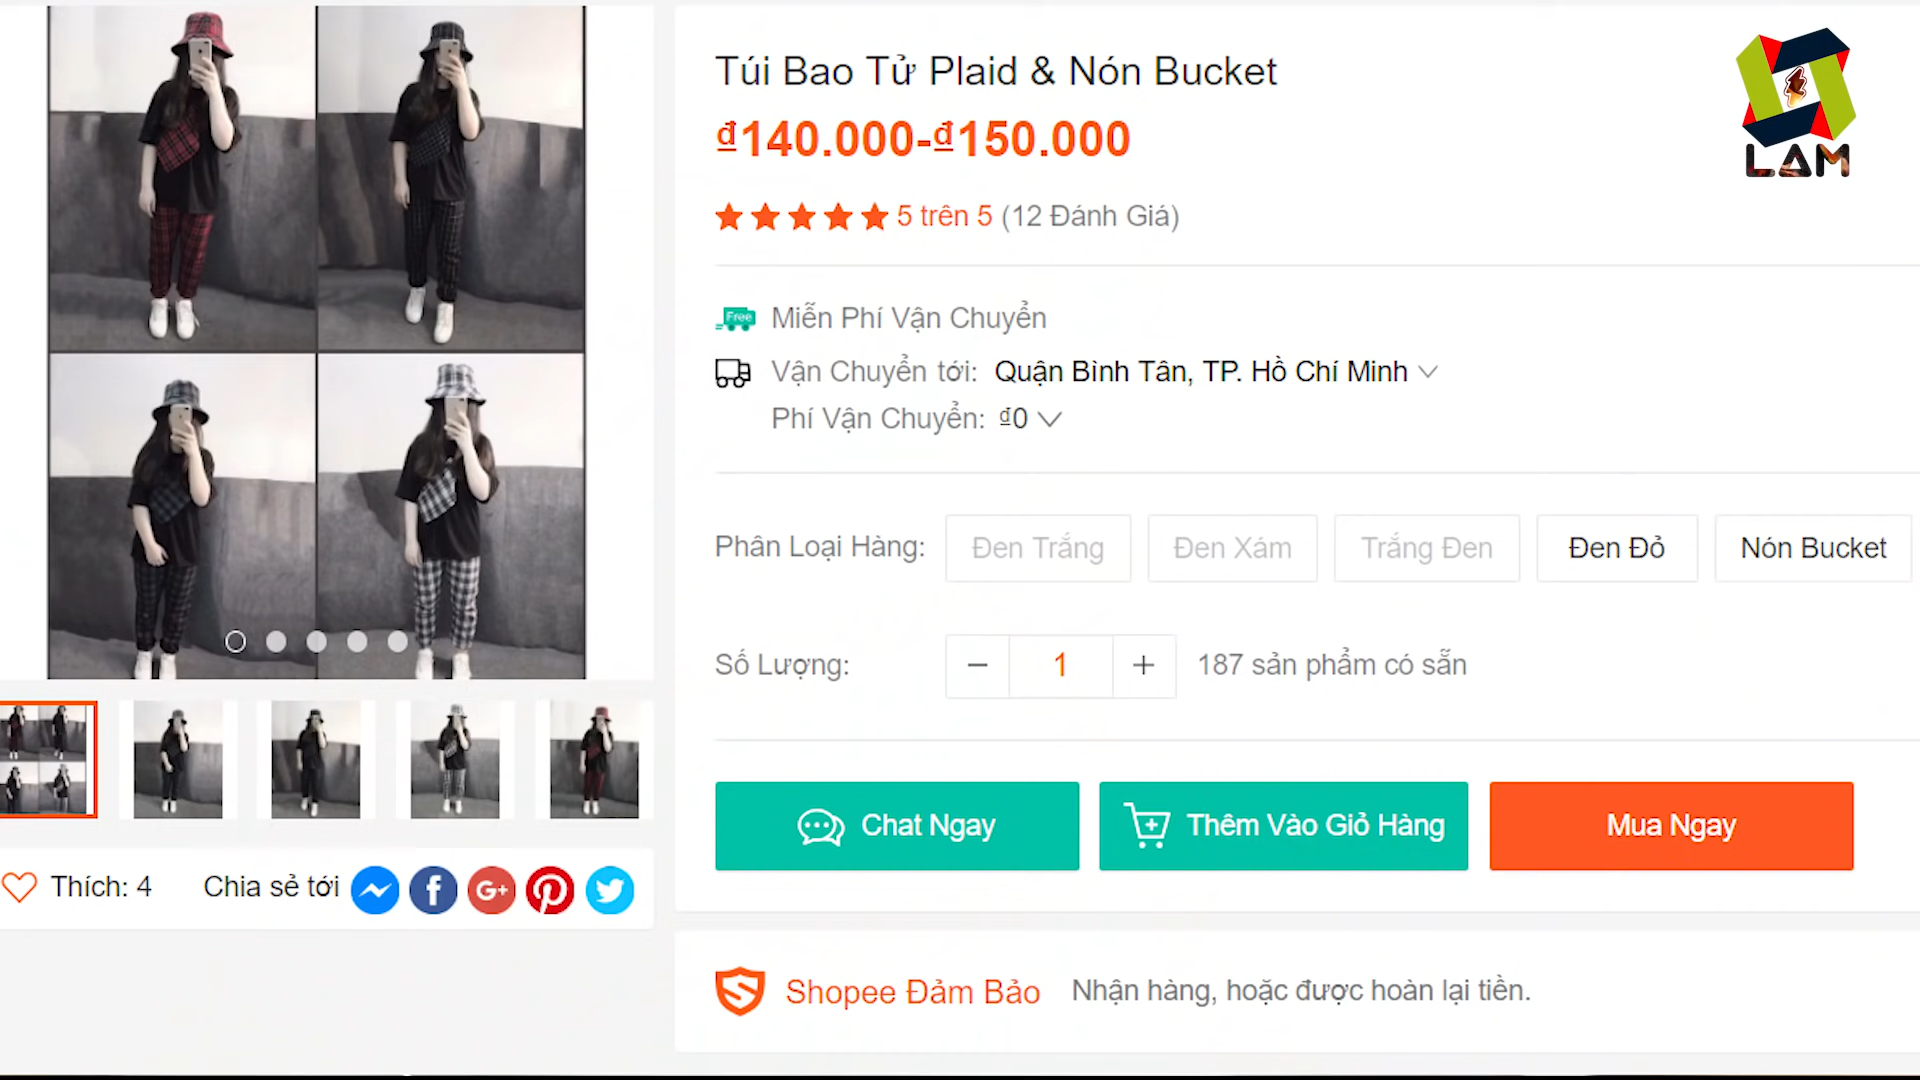 Túi Bao Tử Plaid & Nón Bucket
₫140.000-₫150.000
5 trên 5 (12 Đánh Giá)
Free Miễn Phí Vận Chuyển
Vận Chuyển tới: Quận Bình Tân, TP. Hồ Chí Minh
Phí Vận Chuyển: ₫0
Phân Loại Hàng: Đen Trắng Đen Xám Trắng Đen Đen Đỏ Nón Bucket
Số Lượng: − 1 + 187 sản phẩm có sẵn
Chat Ngay Thêm Vào Giỏ Hàng Mua Ngay
Thích: 4 Chia sẻ tới f G+
Shopee Đảm Bảo Nhận hàng, hoặc được hoàn lại tiền.
LAM